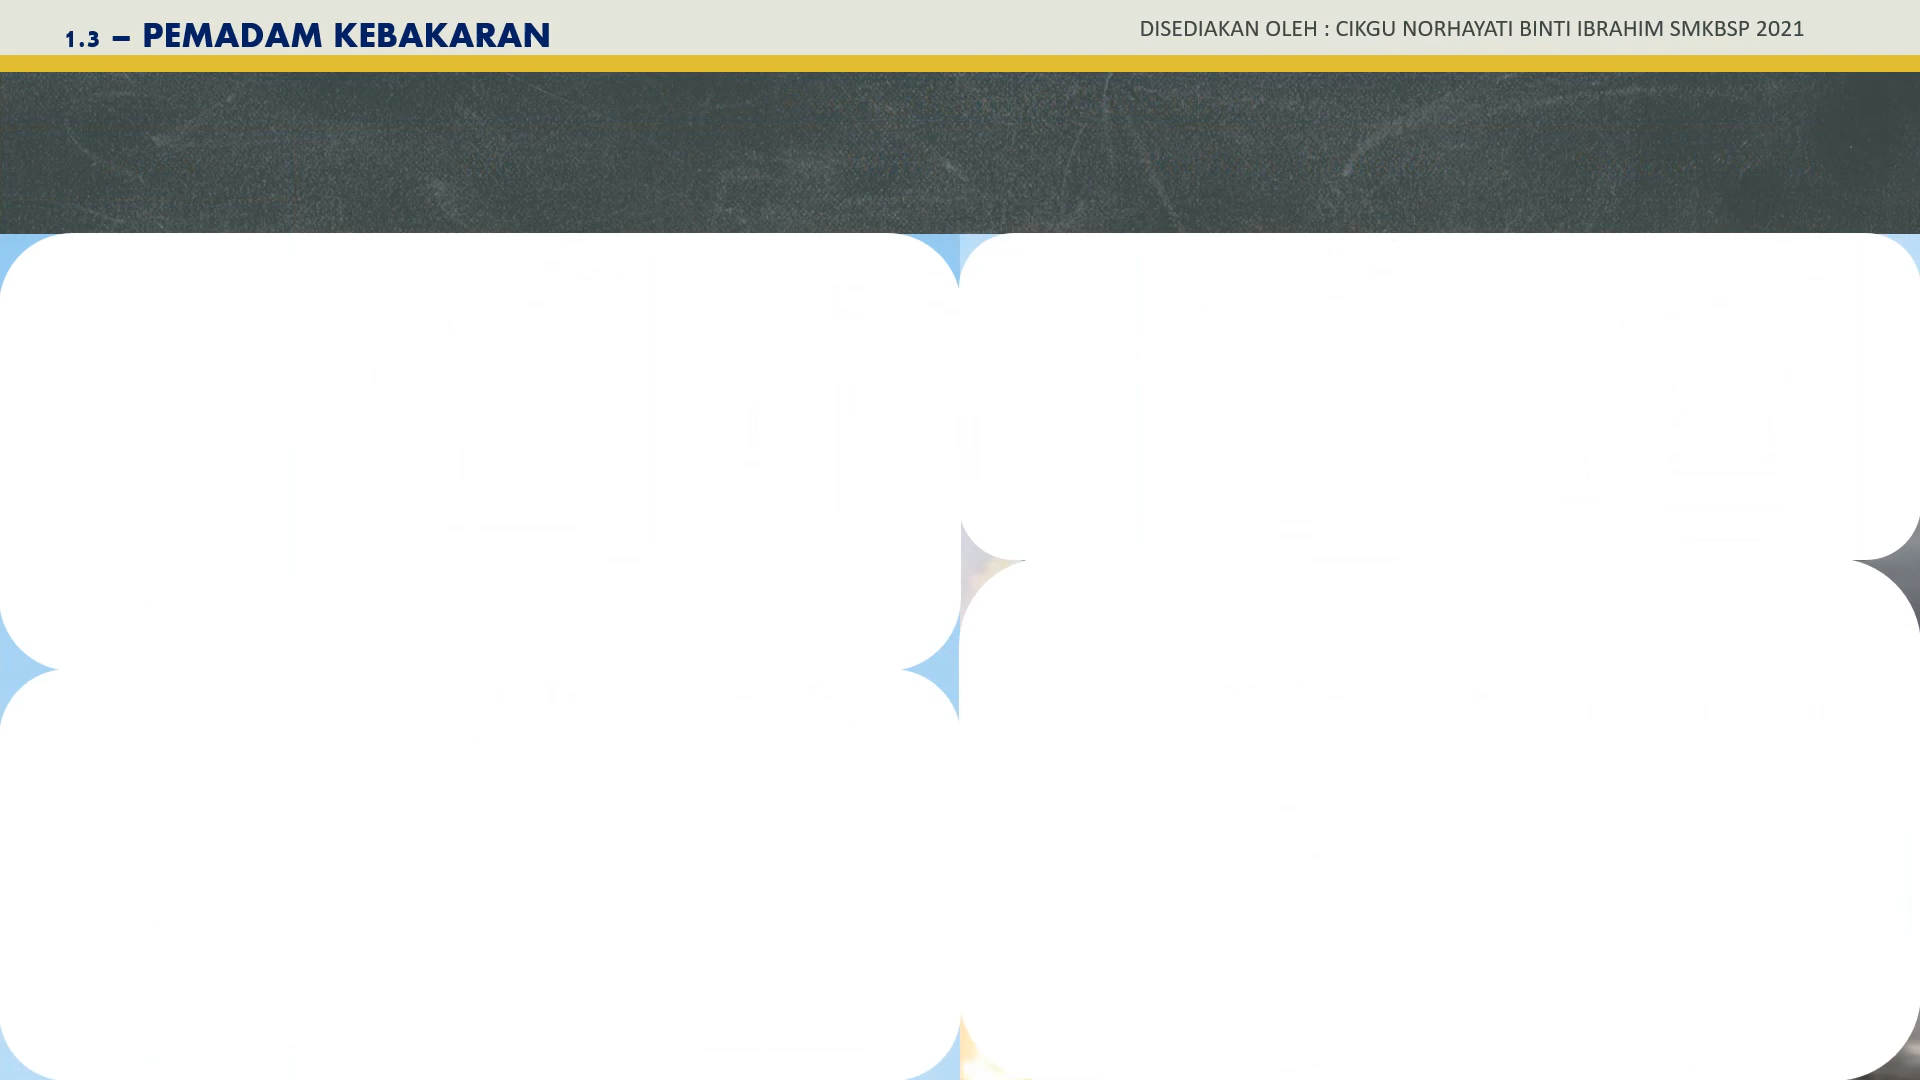 1.3 – PEMADAM KEBAKARAN
DISEDIAKAN OLEH : CIKGU NORHAYATI BINTI IBRAHIM SMKBSP 2021